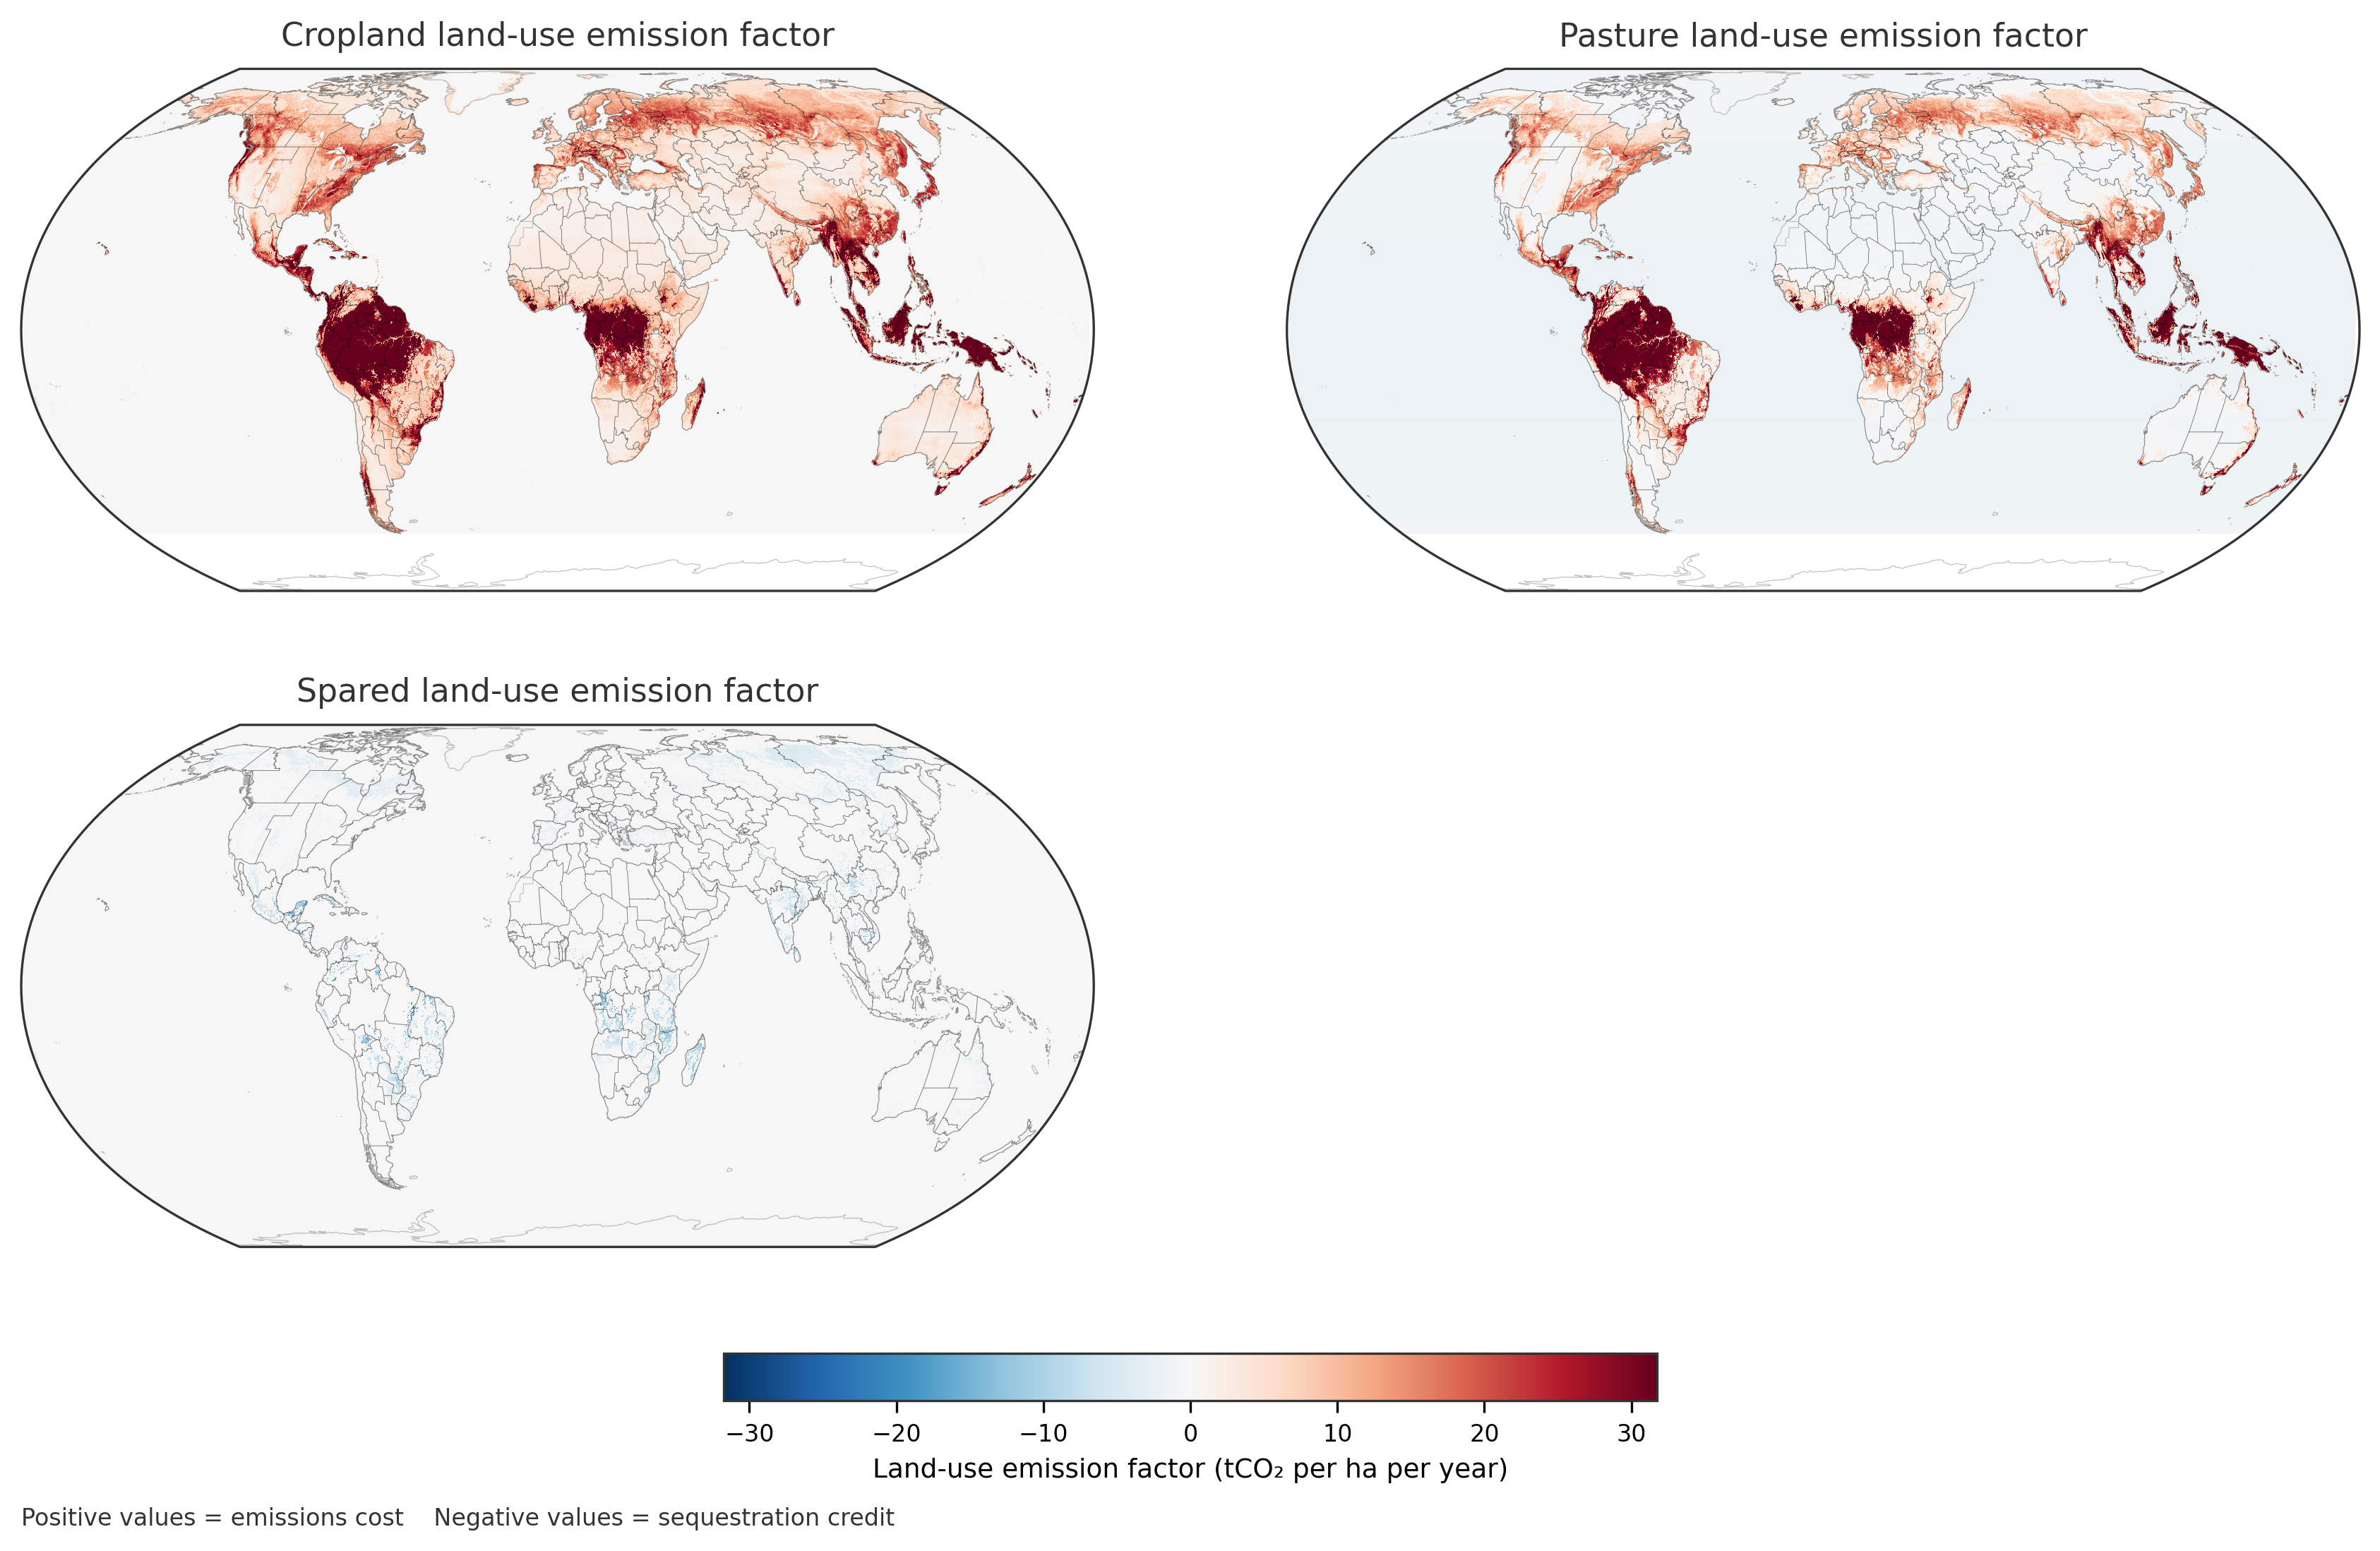 Cropland land-use emission factor
Pasture land-use emission factor
Spared land-use emission factor
−30 −20 −10 0 10 20 30
Land-use emission factor (tCO₂ per ha per year)
Positive values = emissions cost    Negative values = sequestration credit